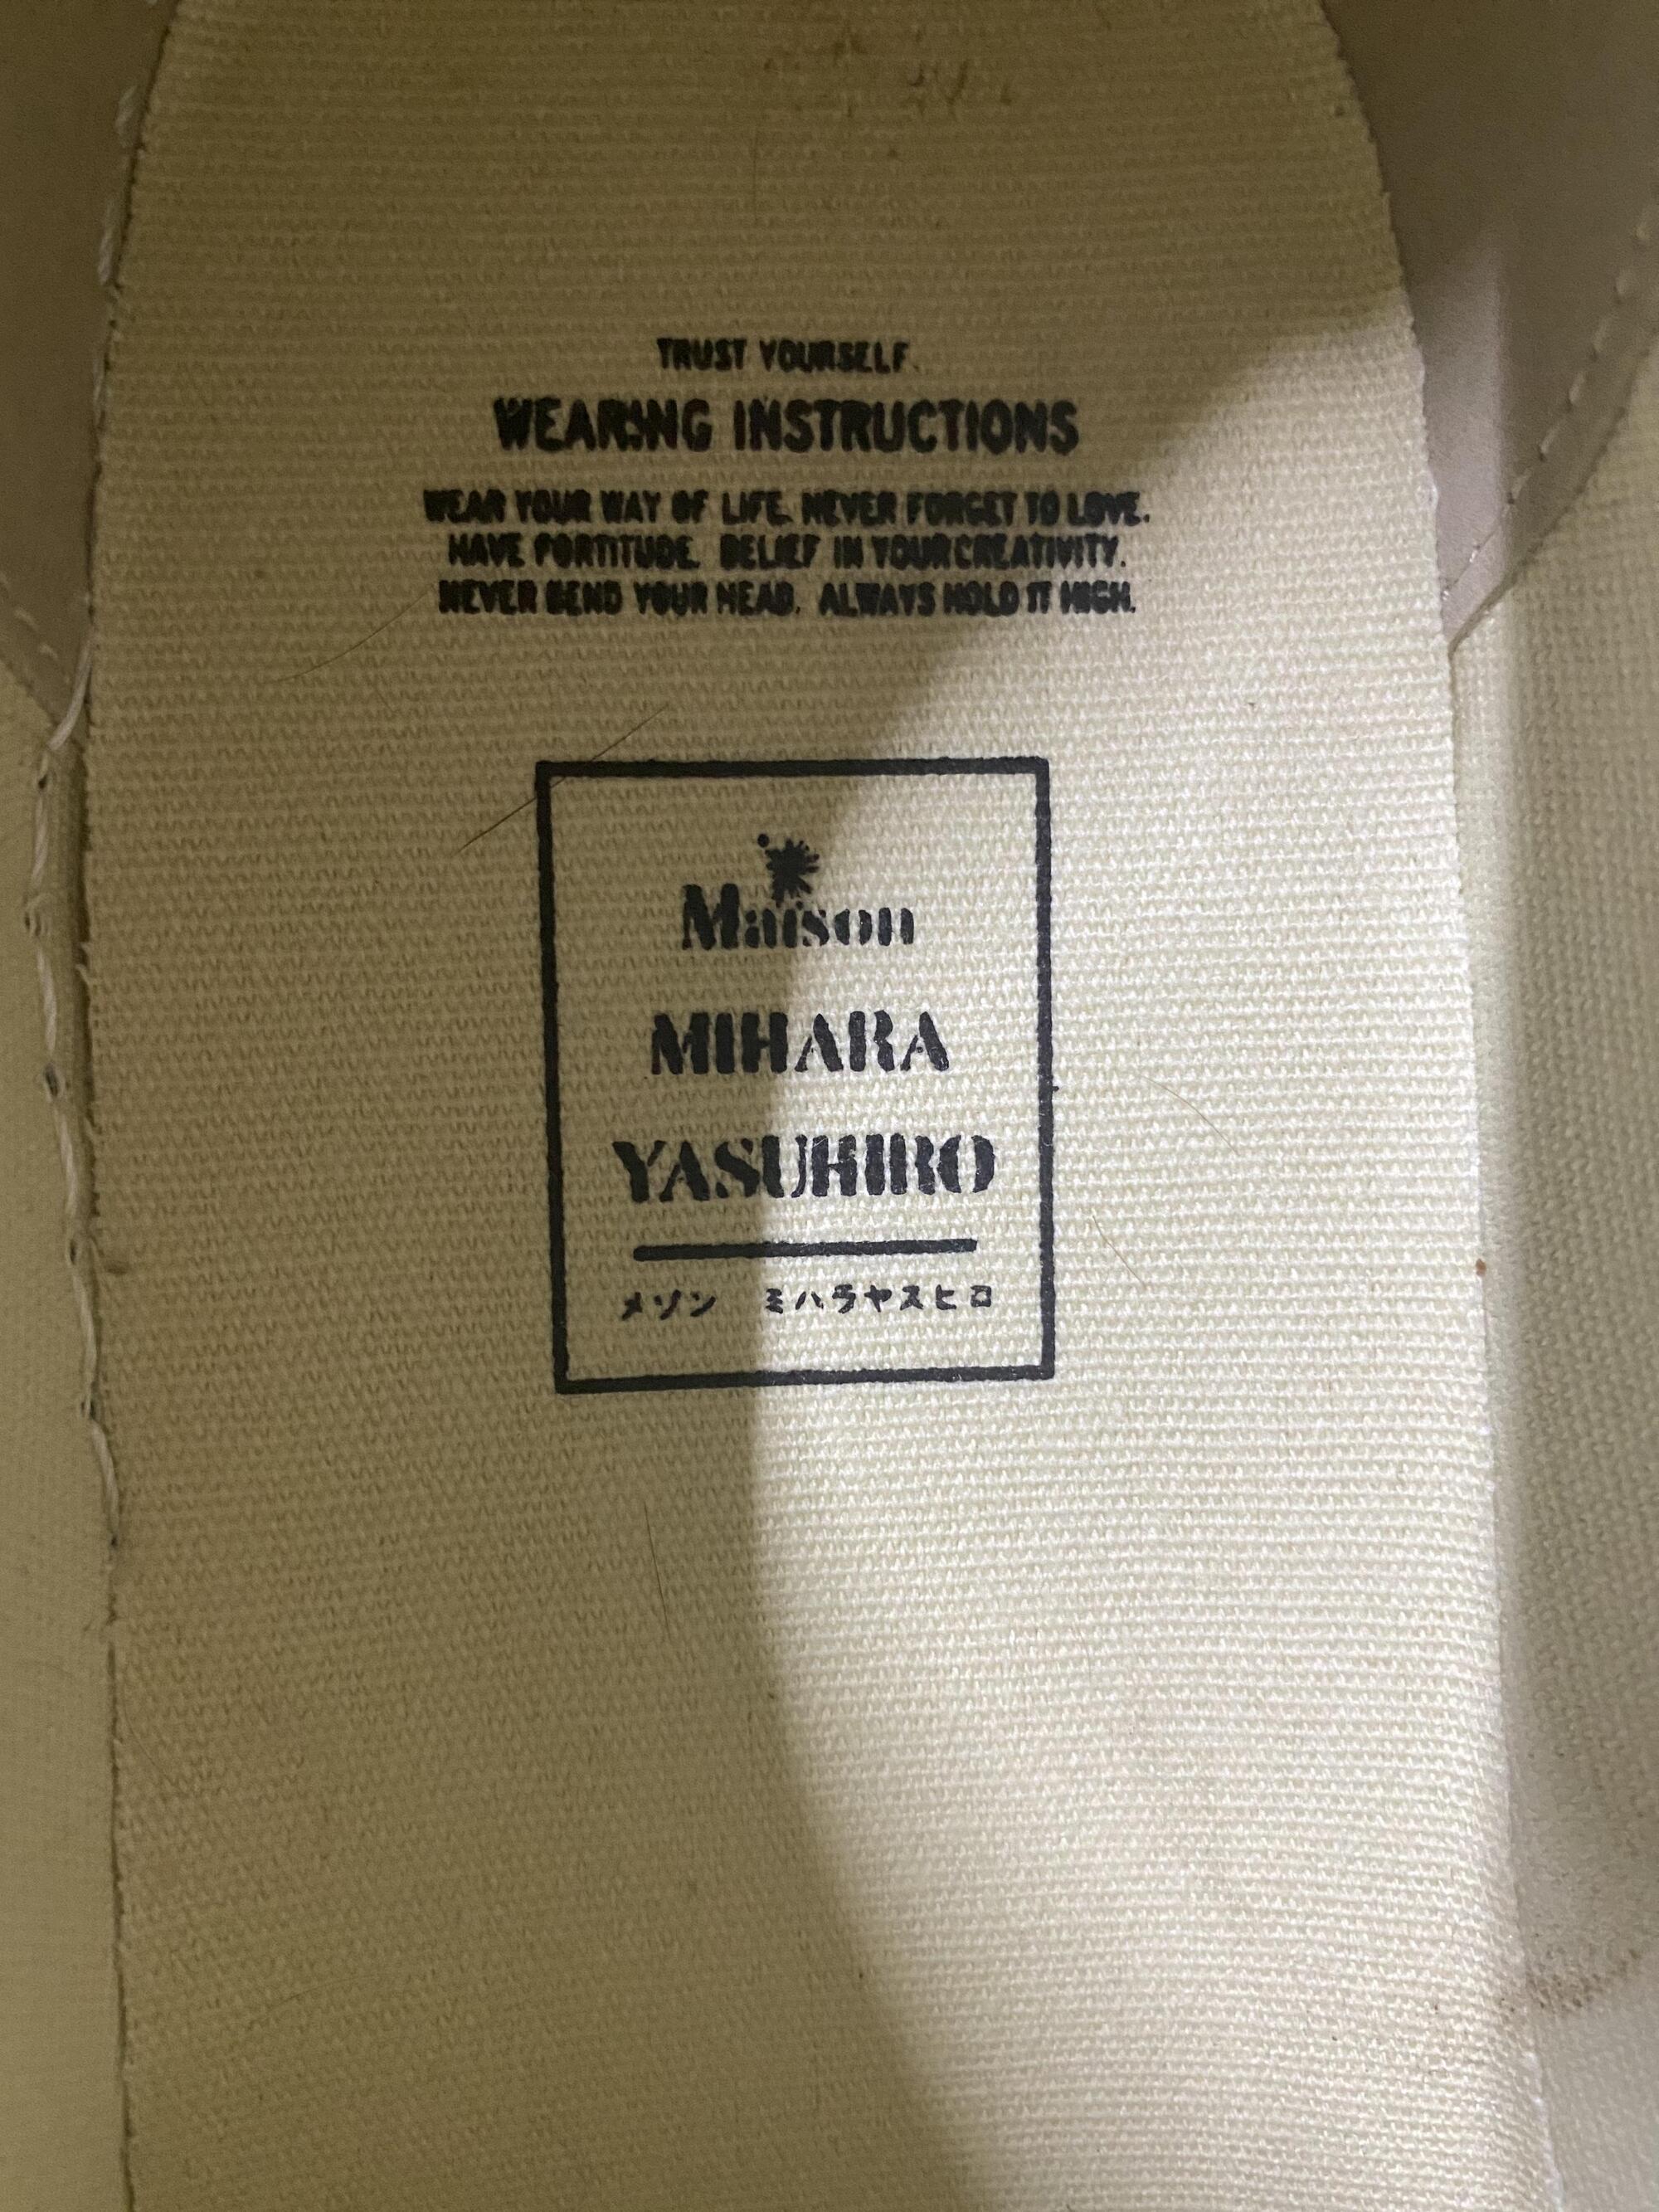 TRUST YOURSELF.
WEARING INSTRUCTIONS
WEAR YOUR WAY OF LIFE. NEVER FORGET TO LOVE.
HAVE FORTITUDE. BELIEF IN YOUR CREATIVITY.
NEVER BEND YOUR HEAD. ALWAYS HOLD IT HIGH.
Maison
MIHARA
YASUHIRO
メゾン ミハラヤスヒロ